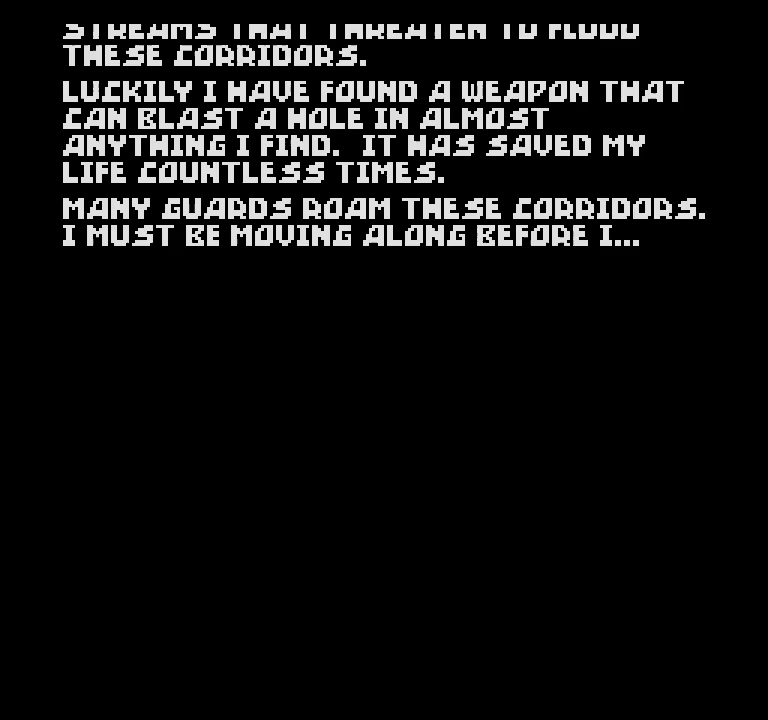 STREAMS THAT THREATEN TO FLOOD
THESE CORRIDORS.
LUCKILY I HAVE FOUND A WEAPON THAT
CAN BLAST A HOLE IN ALMOST
ANYTHING I FIND.  IT HAS SAVED MY
LIFE COUNTLESS TIMES.
MANY GUARDS ROAM THESE CORRIDORS.
I MUST BE MOVING ALONG BEFORE I...